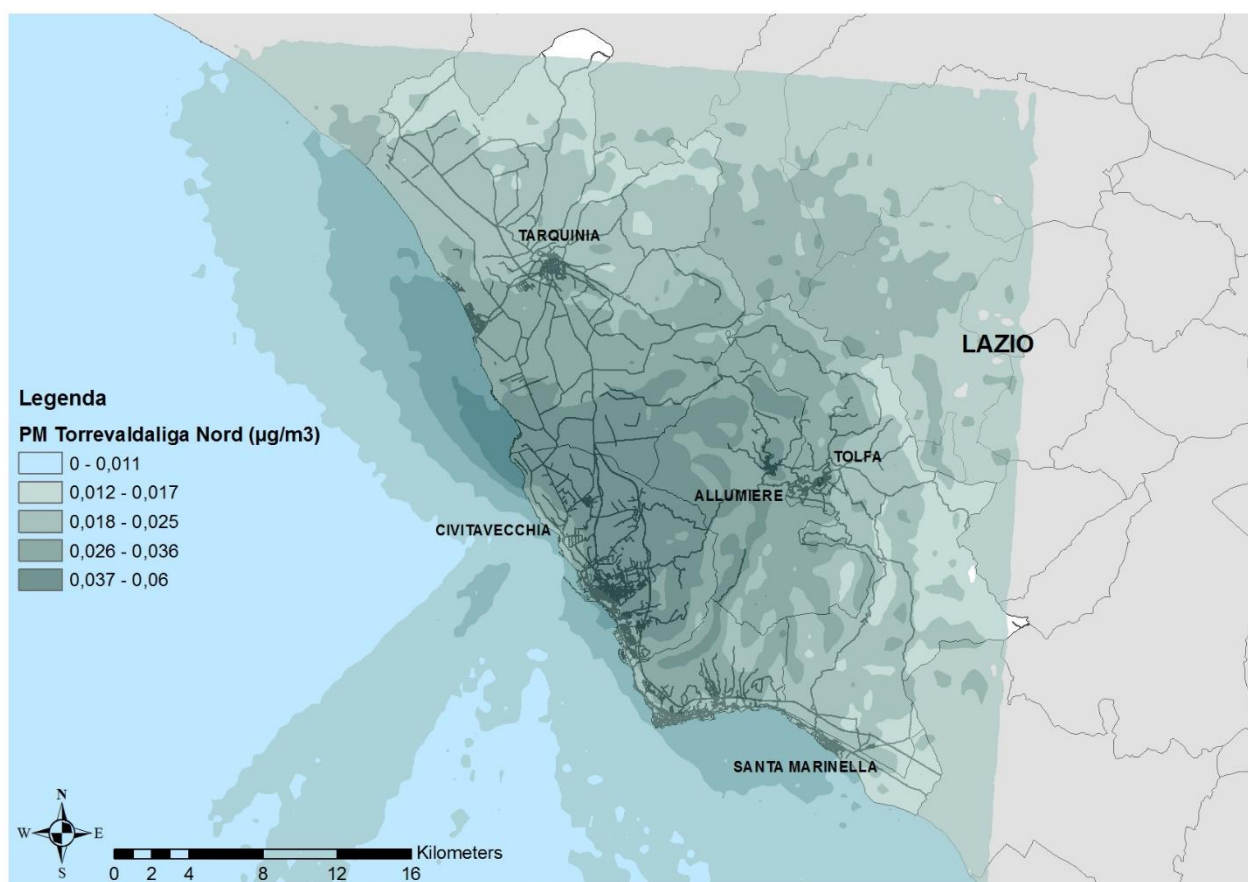 TARQUINIA
LAZIO
Legenda
PM Torrevaldaliga Nord (µg/m3)
0 - 0,011
0,012 - 0,017
0,018 - 0,025
0,026 - 0,036
0,037 - 0,06
TOLFA
ALLUMIERE
CIVITAVECCHIA
SANTA MARINELLA
N
W E
S
Kilometers
0 2 4 8 12 16